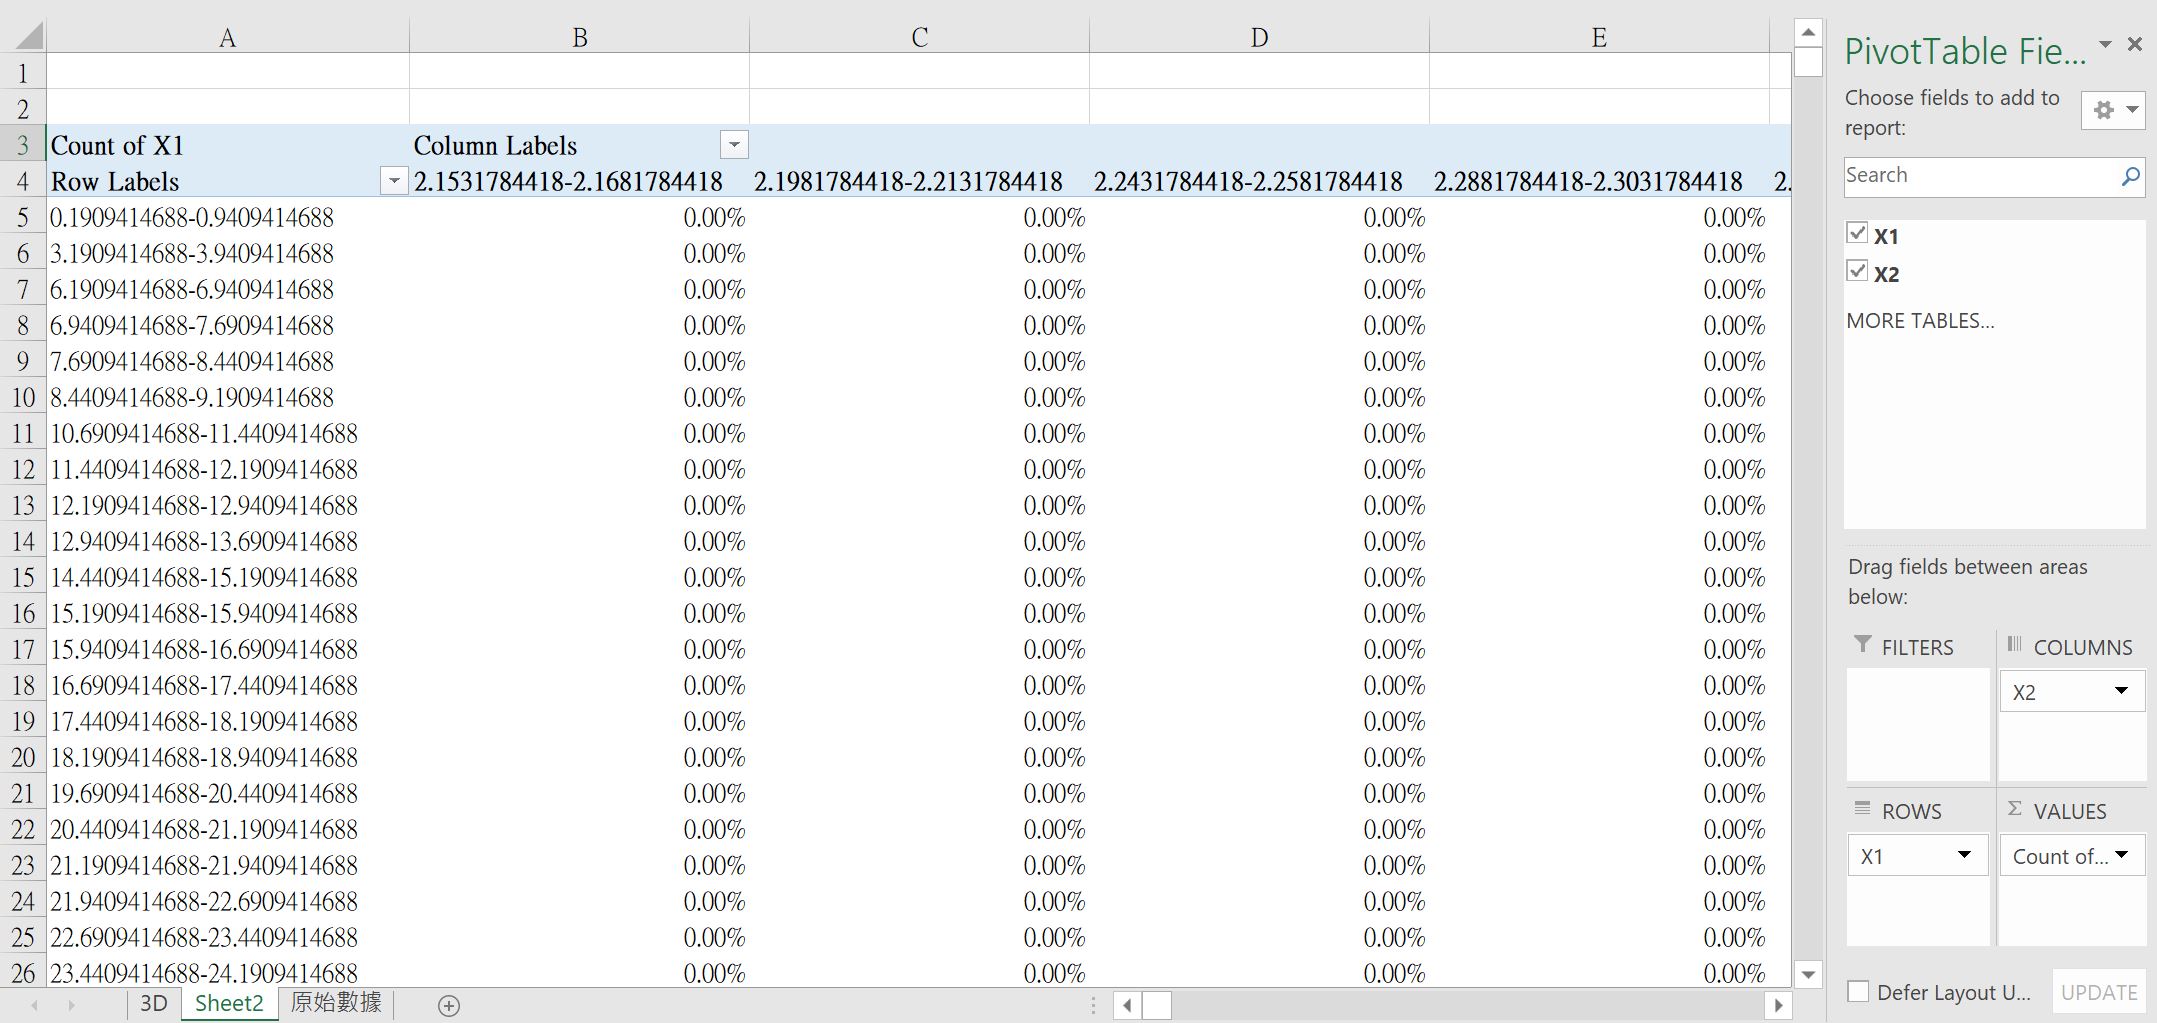 A B C D E
1
2
3 Count of X1 Column Labels
4 Row Labels 2.1531784418-2.1681784418 2.1981784418-2.2131784418 2.2431784418-2.2581784418 2.2881784418-2.3031784418 2.
5 0.1909414688-0.9409414688 0.00% 0.00% 0.00% 0.00%
6 3.1909414688-3.9409414688 0.00% 0.00% 0.00% 0.00%
7 6.1909414688-6.9409414688 0.00% 0.00% 0.00% 0.00%
8 6.9409414688-7.6909414688 0.00% 0.00% 0.00% 0.00%
9 7.6909414688-8.4409414688 0.00% 0.00% 0.00% 0.00%
10 8.4409414688-9.1909414688 0.00% 0.00% 0.00% 0.00%
11 10.6909414688-11.4409414688 0.00% 0.00% 0.00% 0.00%
12 11.4409414688-12.1909414688 0.00% 0.00% 0.00% 0.00%
13 12.1909414688-12.9409414688 0.00% 0.00% 0.00% 0.00%
14 12.9409414688-13.6909414688 0.00% 0.00% 0.00% 0.00%
15 14.4409414688-15.1909414688 0.00% 0.00% 0.00% 0.00%
16 15.1909414688-15.9409414688 0.00% 0.00% 0.00% 0.00%
17 15.9409414688-16.6909414688 0.00% 0.00% 0.00% 0.00%
18 16.6909414688-17.4409414688 0.00% 0.00% 0.00% 0.00%
19 17.4409414688-18.1909414688 0.00% 0.00% 0.00% 0.00%
20 18.1909414688-18.9409414688 0.00% 0.00% 0.00% 0.00%
21 19.6909414688-20.4409414688 0.00% 0.00% 0.00% 0.00%
22 20.4409414688-21.1909414688 0.00% 0.00% 0.00% 0.00%
23 21.1909414688-21.9409414688 0.00% 0.00% 0.00% 0.00%
24 21.9409414688-22.6909414688 0.00% 0.00% 0.00% 0.00%
25 22.6909414688-23.4409414688 0.00% 0.00% 0.00% 0.00%
26 23.4409414688-24.1909414688 0.00% 0.00% 0.00% 0.00%
3D Sheet2 原始數據
PivotTable Fie...
Choose fields to add to
report:
Search
X1
X2
MORE TABLES...
Drag fields between areas
below:
FILTERS COLUMNS
X2
ROWS Σ VALUES
X1 Count of...
Defer Layout U... UPDATE